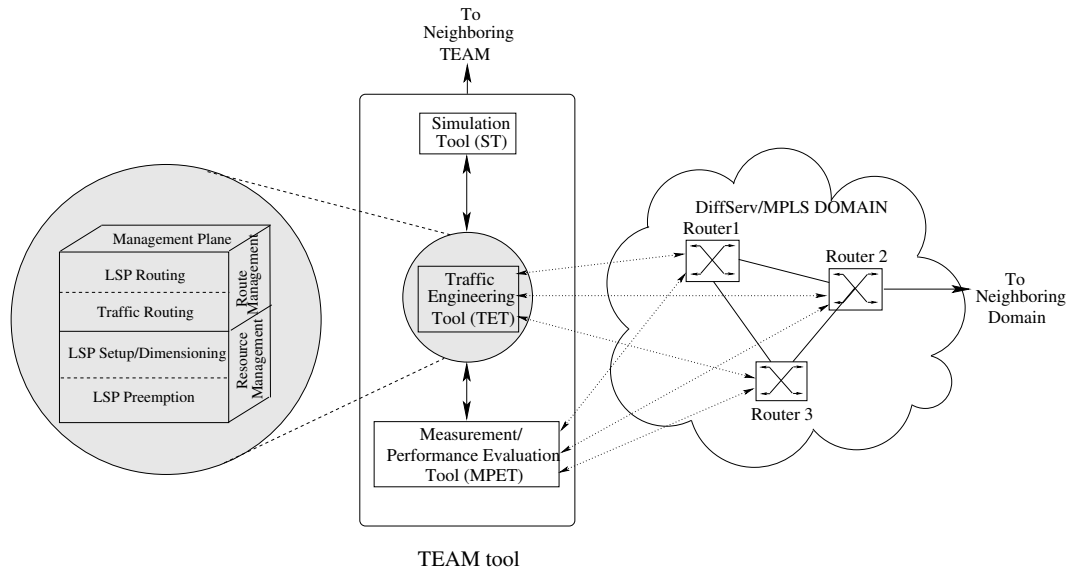 To
Neighboring
TEAM
Simulation
Tool (ST)
Management Plane
LSP Routing
Traffic Routing
LSP Setup/Dimensioning
LSP Preemption
Route
Management
Resource
Management
Traffic
Engineering
Tool (TET)
Measurement/
Performance Evaluation
Tool (MPET)
TEAM tool
DiffServ/MPLS DOMAIN
Router1
Router 2
Router 3
To
Neighboring
Domain